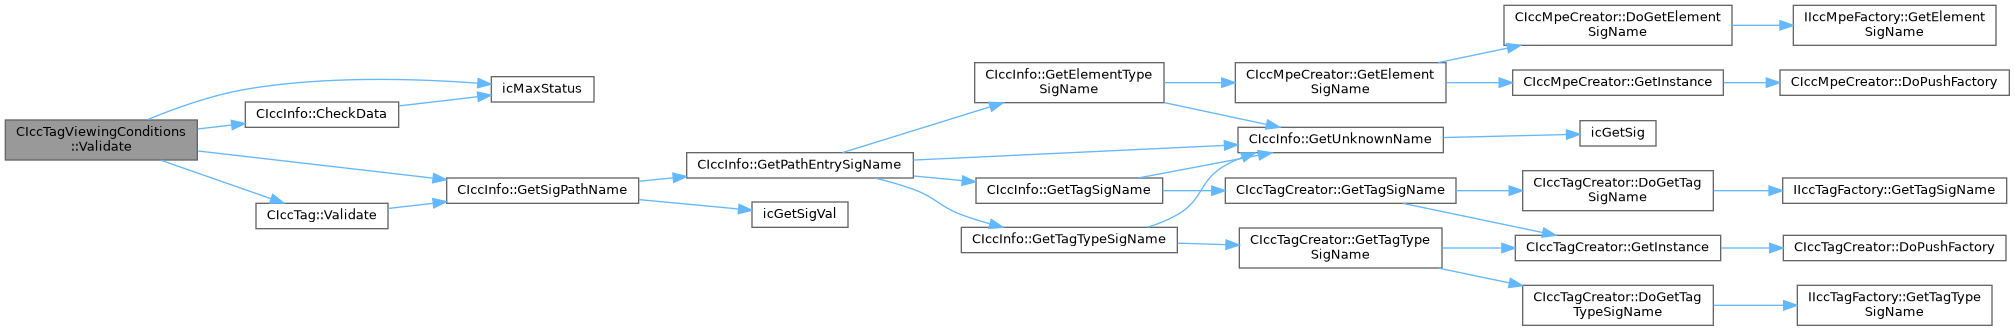 CIccTagViewingConditions
::Validate
icMaxStatus
CIccInfo::CheckData
CIccInfo::GetSigPathName
CIccTag::Validate
CIccInfo::GetPathEntrySigName
icGetSigVal
CIccInfo::GetElementType
SigName
CIccInfo::GetTagSigName
CIccInfo::GetTagTypeSigName
CIccMpeCreator::GetElement
SigName
CIccInfo::GetUnknownName
CIccTagCreator::GetTagSigName
CIccTagCreator::GetTagType
SigName
CIccMpeCreator::DoGetElement
SigName
CIccMpeCreator::GetInstance
icGetSig
CIccTagCreator::DoGetTag
SigName
CIccTagCreator::GetInstance
CIccTagCreator::DoGetTag
TypeSigName
IIccMpeFactory::GetElement
SigName
CIccMpeCreator::DoPushFactory
IIccTagFactory::GetTagSigName
CIccTagCreator::DoPushFactory
IIccTagFactory::GetTagType
SigName